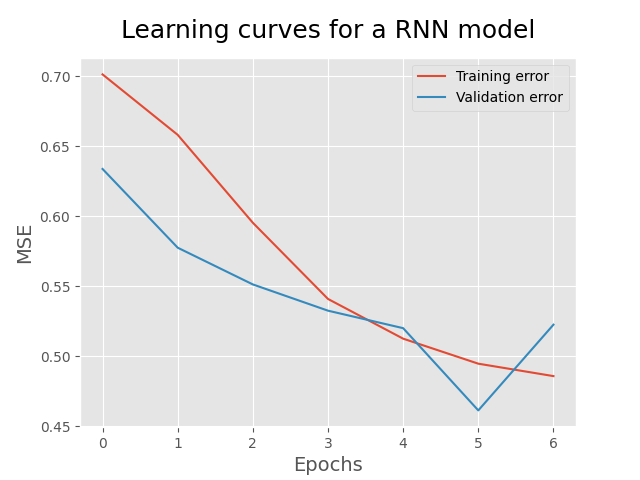 Learning curves for a RNN model
Training error
Validation error
0.70
0.65
0.60
0.55
0.50
0.45
MSE
0 1 2 3 4 5 6
Epochs